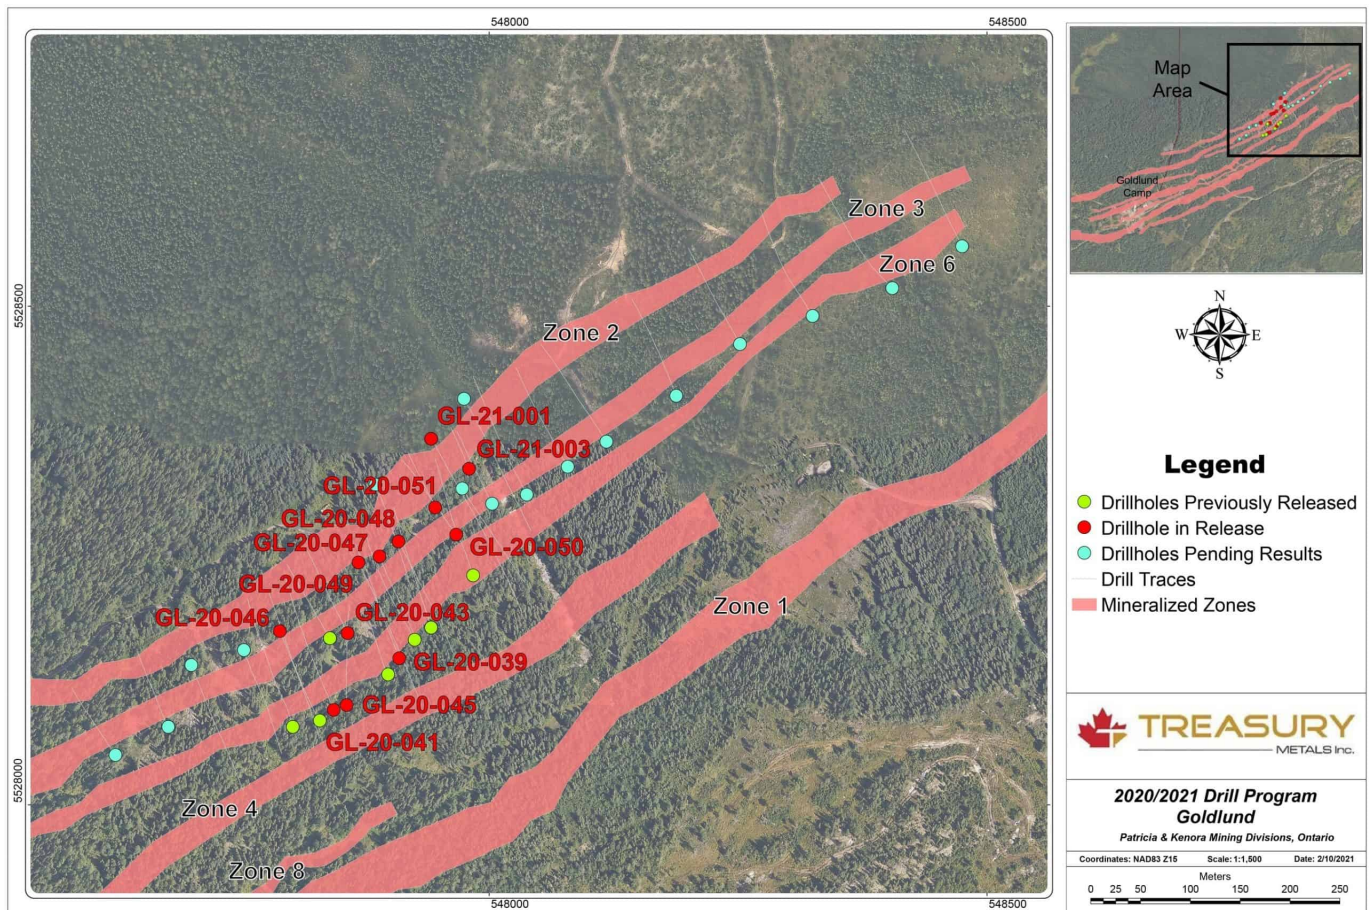 548000
548500
5528500
5528000
Zone 3
Zone 6
Zone 2
GL-21-001
GL-21-003
GL-20-051
GL-20-048
GL-20-047
GL-20-050
GL-20-049
GL-20-046
GL-20-043
GL-20-039
GL-20-045
GL-20-041
Zone 1
Zone 4
Zone 8
548000
548500
Map
Area
Goldlund
Camp
N
W E
S
Legend
Drillholes Previously Released
Drillhole in Release
Drillholes Pending Results
Drill Traces
Mineralized Zones
TREASURY
METALS Inc.
2020/2021 Drill Program
Goldlund
Patricia & Kenora Mining Divisions, Ontario
Coordinates: NAD83 Z15 Scale: 1:1,500 Date: 2/10/2021
Meters
0 25 50 100 150 200 250